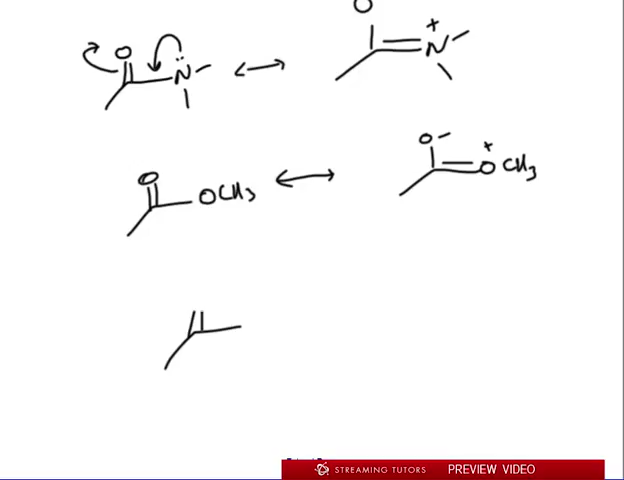 O
+
O N N
O- +
O OCH3 O CH3
STREAMING TUTORS PREVIEW VIDEO